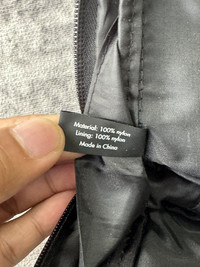 Material: 100% nylon
Lining: 100% nylon
Made in China